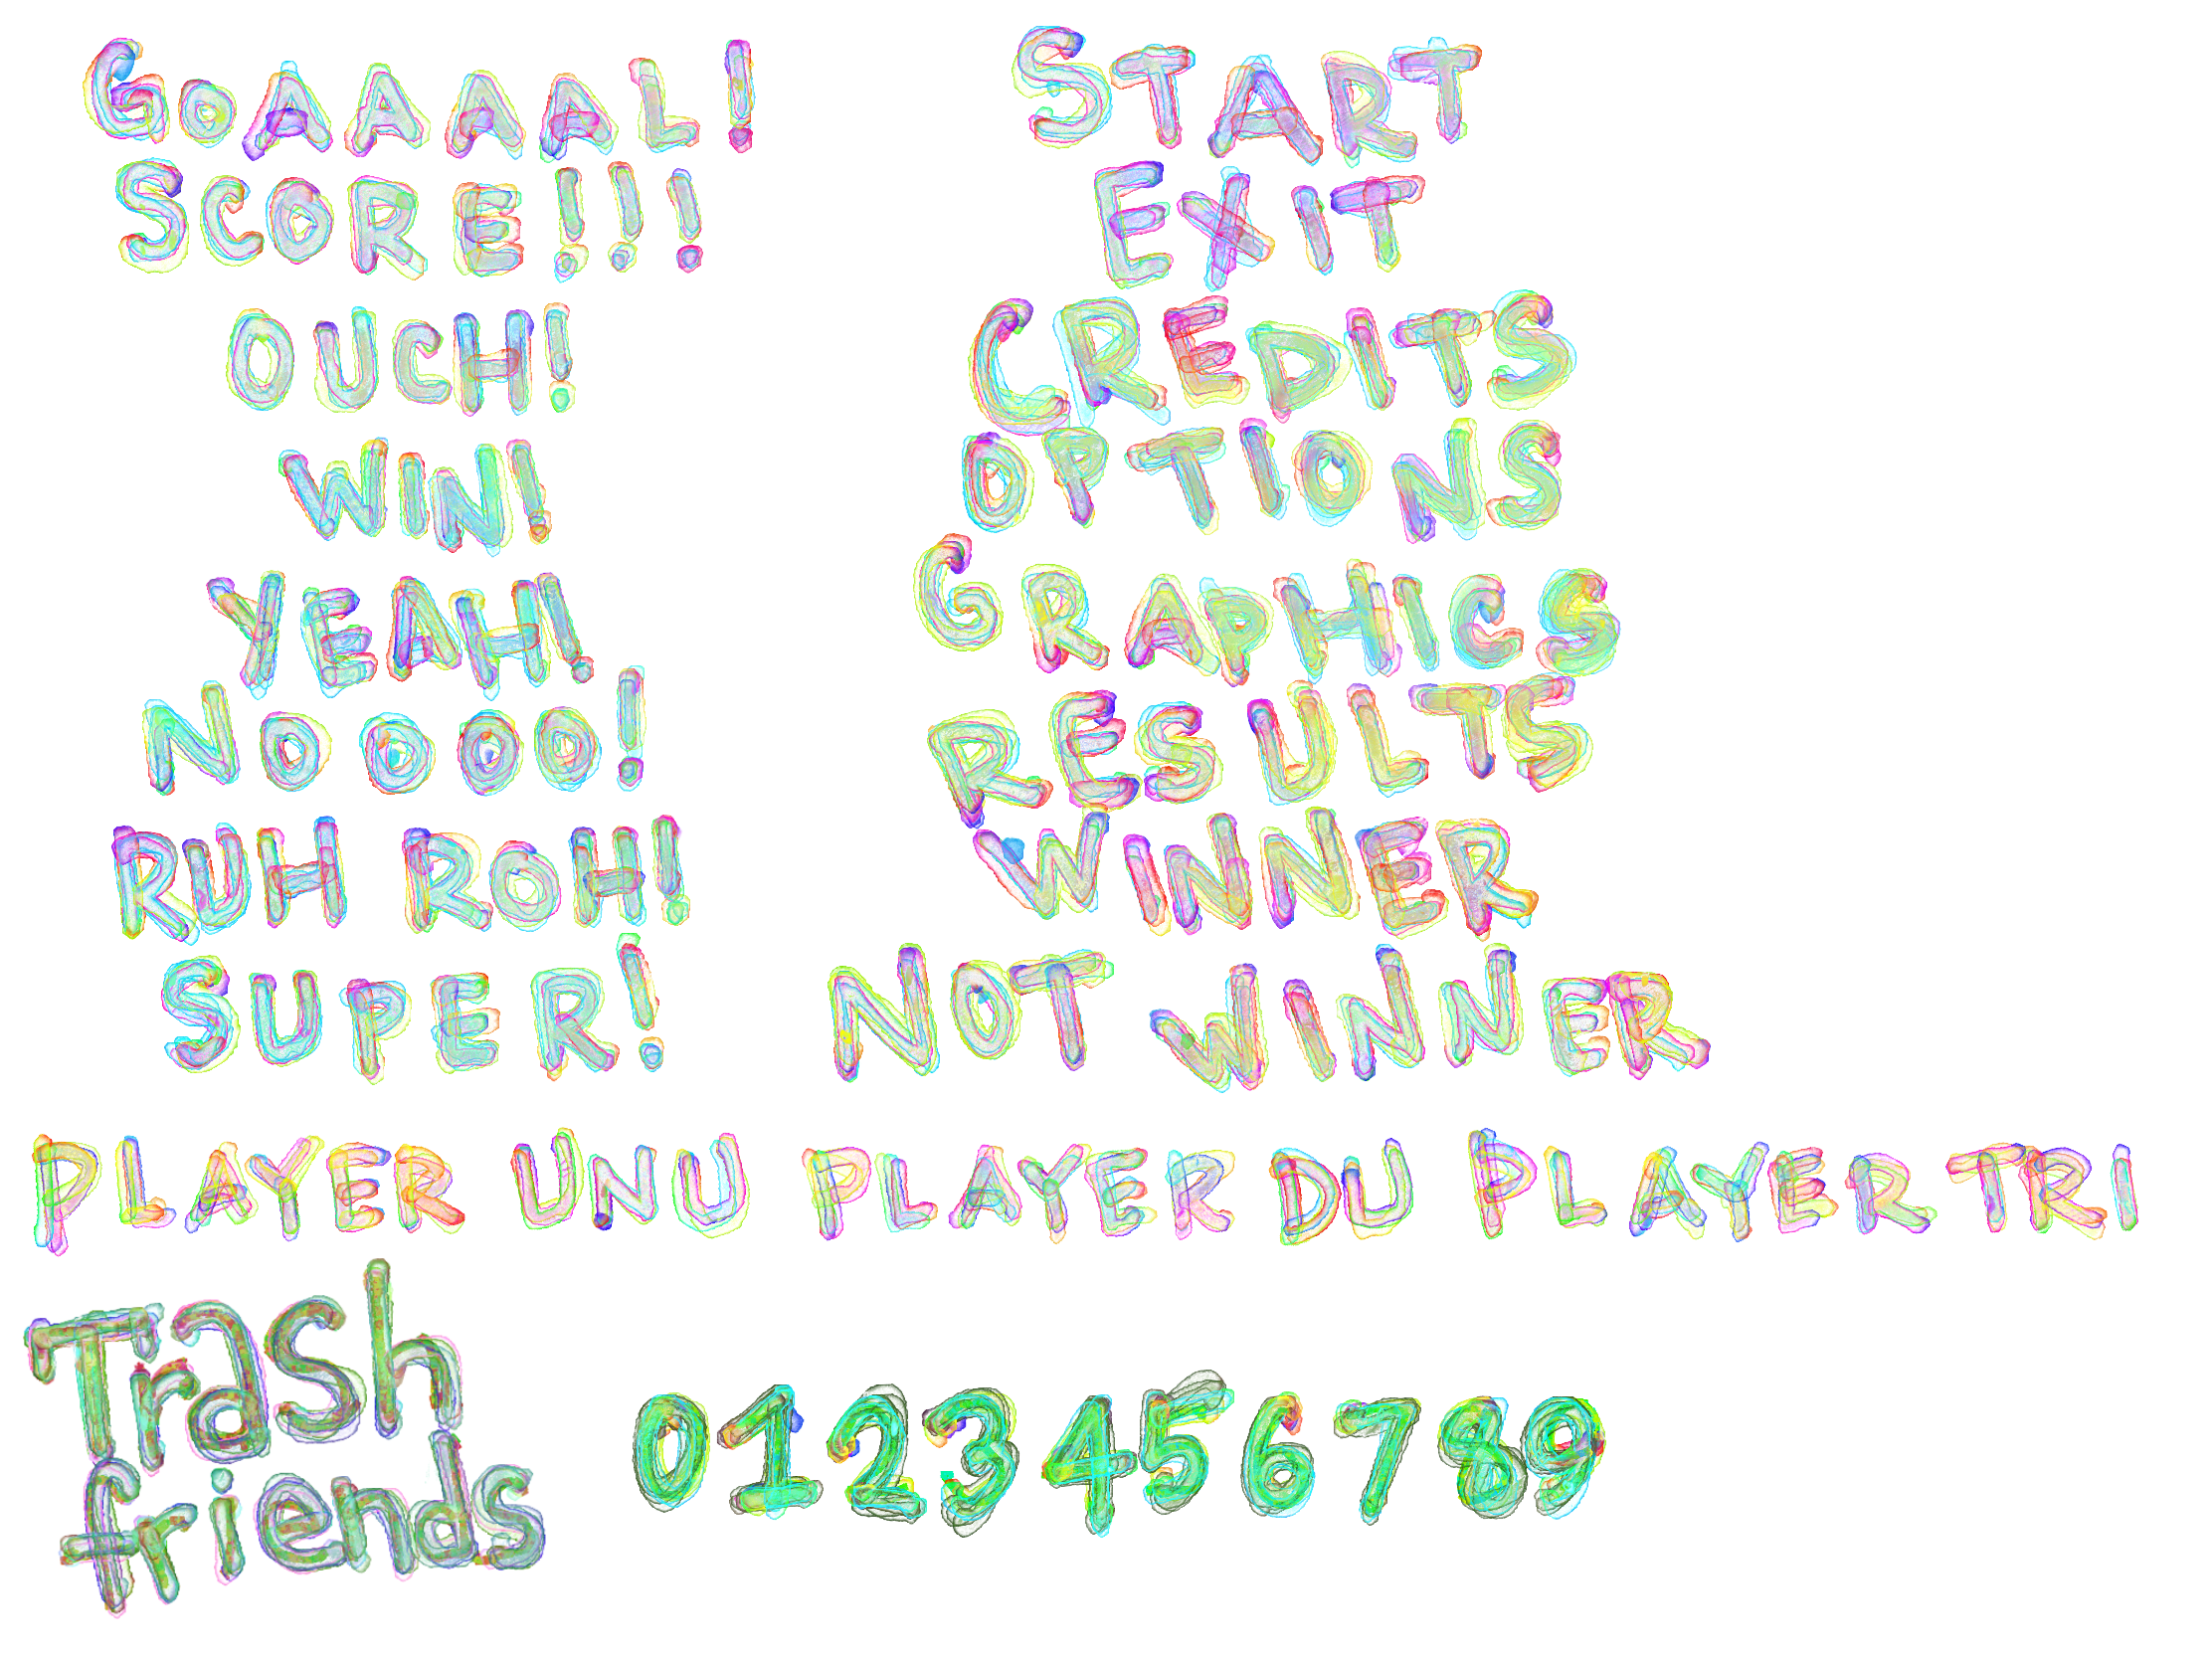 GoAAAAL!
SCORE!!!
OUCH!
WIN!
YEAH!
NOOOO!
RUH ROH!
SUPER!
START
EXIT
CREDITS
OPTIONS
GRAPHICS
RESULTS
WINNER
NOT WINNER
PLAYER UNU PLAYER DU PLAYER TRI
Trash
friends
0123456789